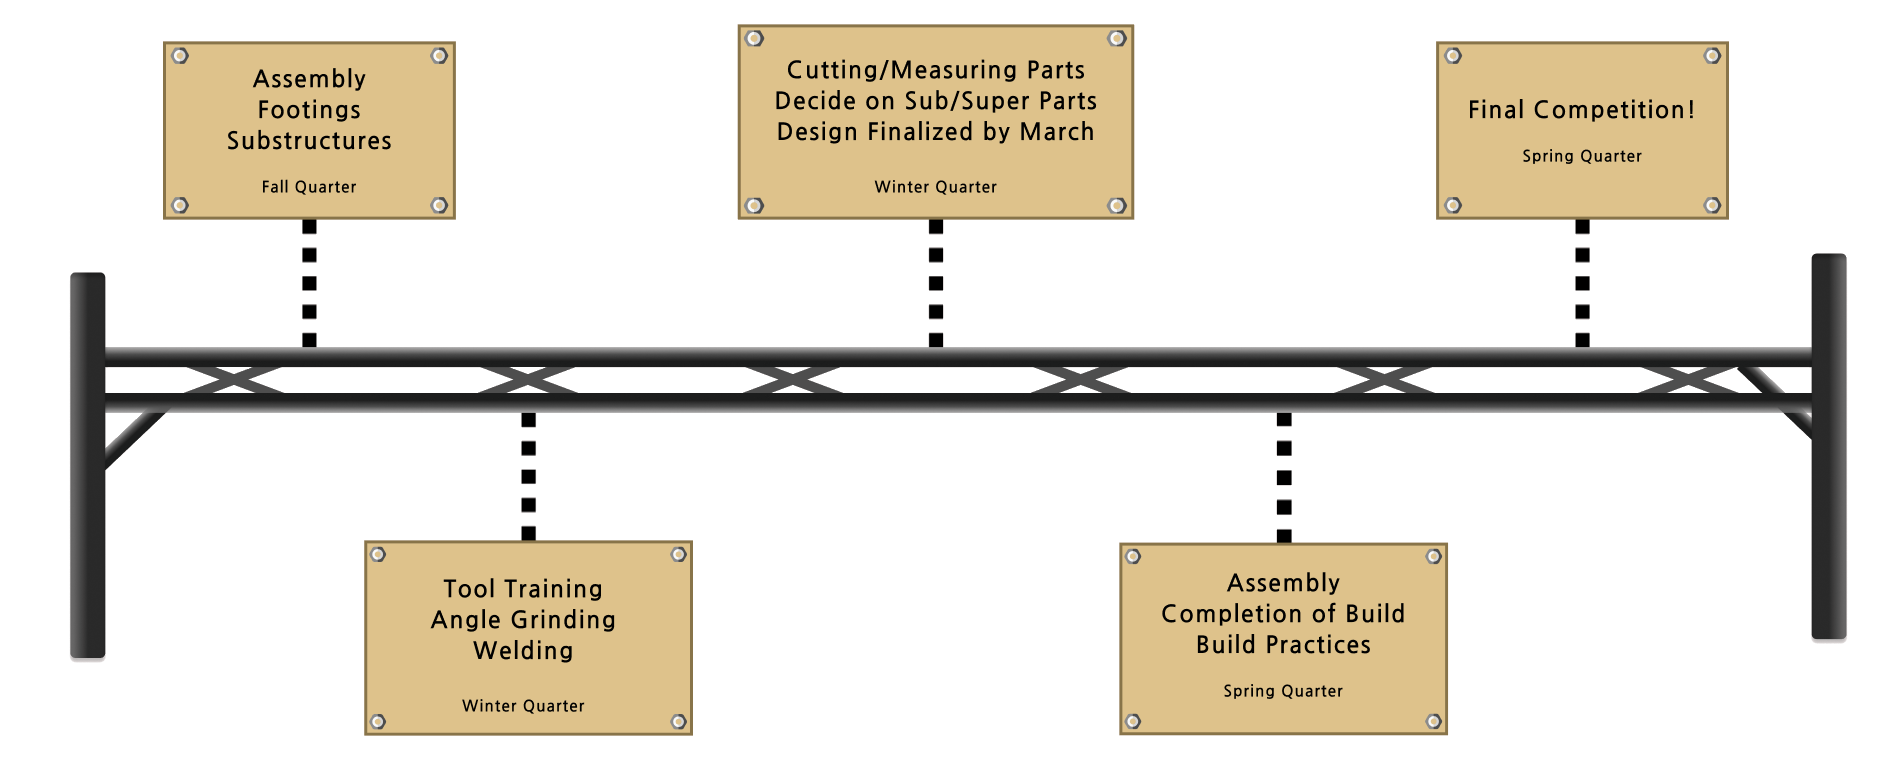 Assembly
Footings
Substructures
Fall Quarter
Cutting/Measuring Parts
Decide on Sub/Super Parts
Design Finalized by March
Winter Quarter
Final Competition!
Spring Quarter
Tool Training
Angle Grinding
Welding
Winter Quarter
Assembly
Completion of Build
Build Practices
Spring Quarter